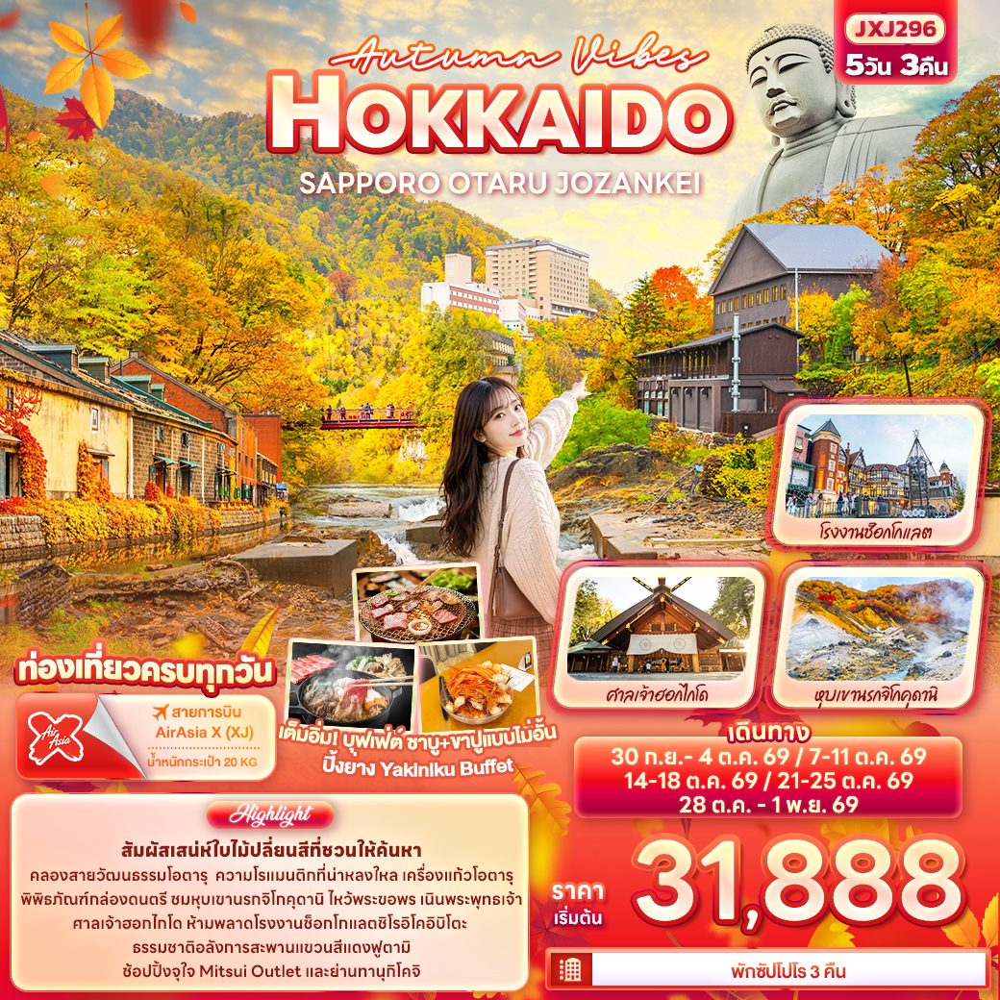 JXJ296
5วัน 3คืน
Autumn Vibes
HOKKAIDO
SAPPORO OTARU JOZANKEI
โรงงานช็อกโกแลต
ศาลเจ้าฮอกไกโด
หุบเขานรกจิโกคุดานิ
ท่องเที่ยวครบทุกวัน
Air Asia
สายการบิน
AirAsia X (XJ)
น้ำหนักกระเป๋า 20 KG
เต็มอิ่ม! บุฟเฟ่ต์ ชาบู+ขาปูแบบไม่อั้น
ปิ้งย่าง Yakiniku Buffet
เดินทาง
30 ก.ย.- 4 ต.ค. 69 / 7-11 ต.ค. 69
14-18 ต.ค. 69 / 21-25 ต.ค. 69
28 ต.ค. - 1 พ.ย. 69
Highlight
สัมผัสเสน่ห์ใบไม้เปลี่ยนสีที่ชวนให้ค้นหา
คลองสายวัฒนธรรมโอตารุ ความโรแมนติกที่น่าหลงใหล เครื่องแก้วโอตารุ
พิพิธภัณฑ์กล่องดนตรี ชมหุบเขานรกจิโกคุดานิ ไหว้พระขอพร เนินพระพุทธเจ้า
ศาลเจ้าฮอกไกโด ห้ามพลาดโรงงานช็อกโกแลตชิโรอิโคอิบิโตะ
ธรรมชาติอลังการสะพานแขวนสีแดงฟูตามิ
ช้อปปิ้งจุใจ Mitsui Outlet และย่านทานุกิโคจิ
ราคา
เริ่มต้น
31,888
พักซัปโปโร 3 คืน